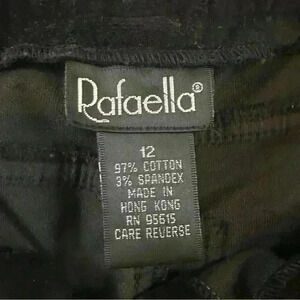 Rafaella®
12
97% COTTON
3% SPANDEX
MADE IN
HONG KONG
RN 95615
CARE REVERSE